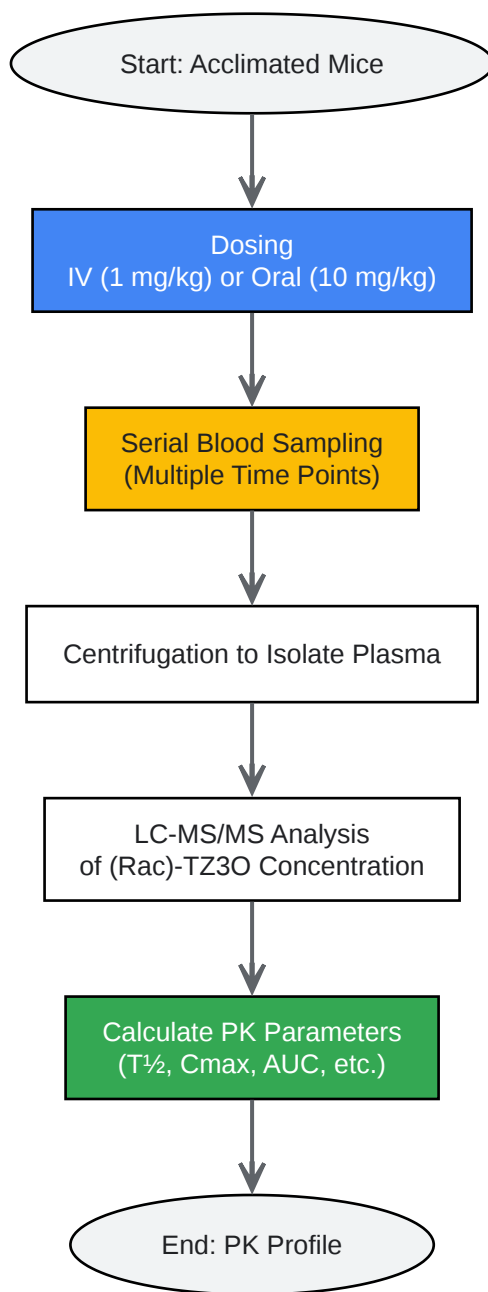 Start: Acclimated Mice
Dosing
IV (1 mg/kg) or Oral (10 mg/kg)
Serial Blood Sampling
(Multiple Time Points)
Centrifugation to Isolate Plasma
LC-MS/MS Analysis
of (Rac)-TZ3O Concentration
Calculate PK Parameters
(T½, Cmax, AUC, etc.)
End: PK Profile